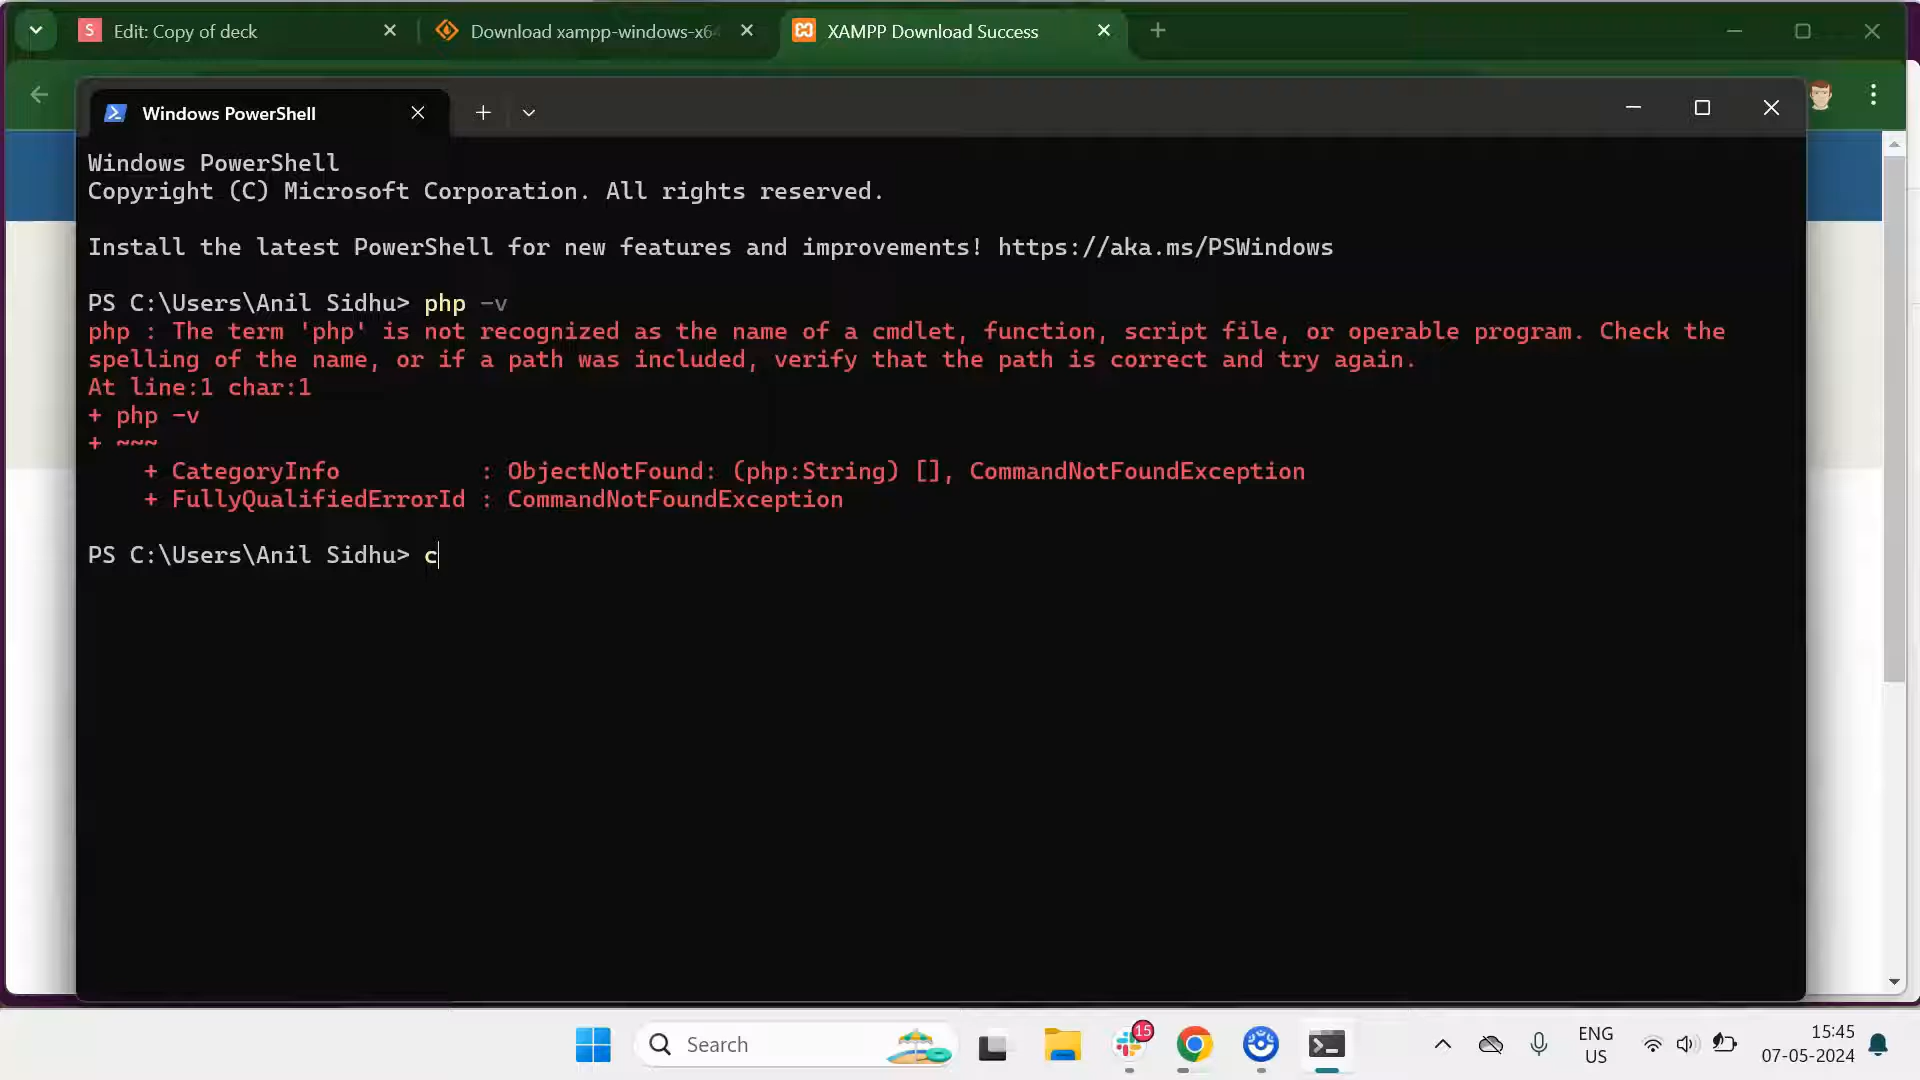 S Edit: Copy of deck
Download xampp-windows-x64
XAMPP Download Success
Windows PowerShell
Windows PowerShell
Copyright (C) Microsoft Corporation. All rights reserved.
Install the latest PowerShell for new features and improvements! https://aka.ms/PSWindows
PS C:\Users\Anil Sidhu> php -v
php : The term 'php' is not recognized as the name of a cmdlet, function, script file, or operable program. Check the
spelling of the name, or if a path was included, verify that the path is correct and try again.
At line:1 char:1
+ php -v
+ ~~~
    + CategoryInfo          : ObjectNotFound: (php:String) [], CommandNotFoundException
    + FullyQualifiedErrorId : CommandNotFoundException
PS C:\Users\Anil Sidhu> c
Search
15
ENG
US
15:45
07-05-2024